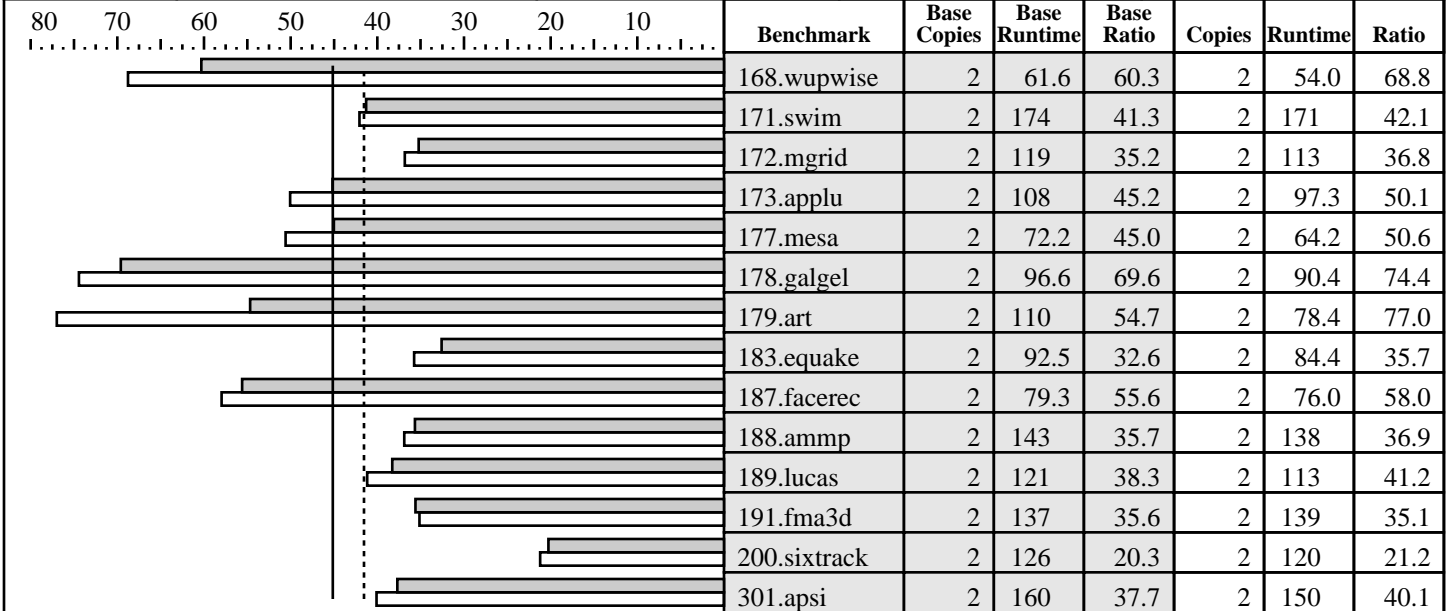 80 70 60 50 40 30 20 10
Benchmark Base Copies Base Runtime Base Ratio Copies Runtime Ratio
168.wupwise 2 61.6 60.3 2 54.0 68.8
171.swim 2 174 41.3 2 171 42.1
172.mgrid 2 119 35.2 2 113 36.8
173.applu 2 108 45.2 2 97.3 50.1
177.mesa 2 72.2 45.0 2 64.2 50.6
178.galgel 2 96.6 69.6 2 90.4 74.4
179.art 2 110 54.7 2 78.4 77.0
183.equake 2 92.5 32.6 2 84.4 35.7
187.facerec 2 79.3 55.6 2 76.0 58.0
188.ammp 2 143 35.7 2 138 36.9
189.lucas 2 121 38.3 2 113 41.2
191.fma3d 2 137 35.6 2 139 35.1
200.sixtrack 2 126 20.3 2 120 21.2
301.apsi 2 160 37.7 2 150 40.1